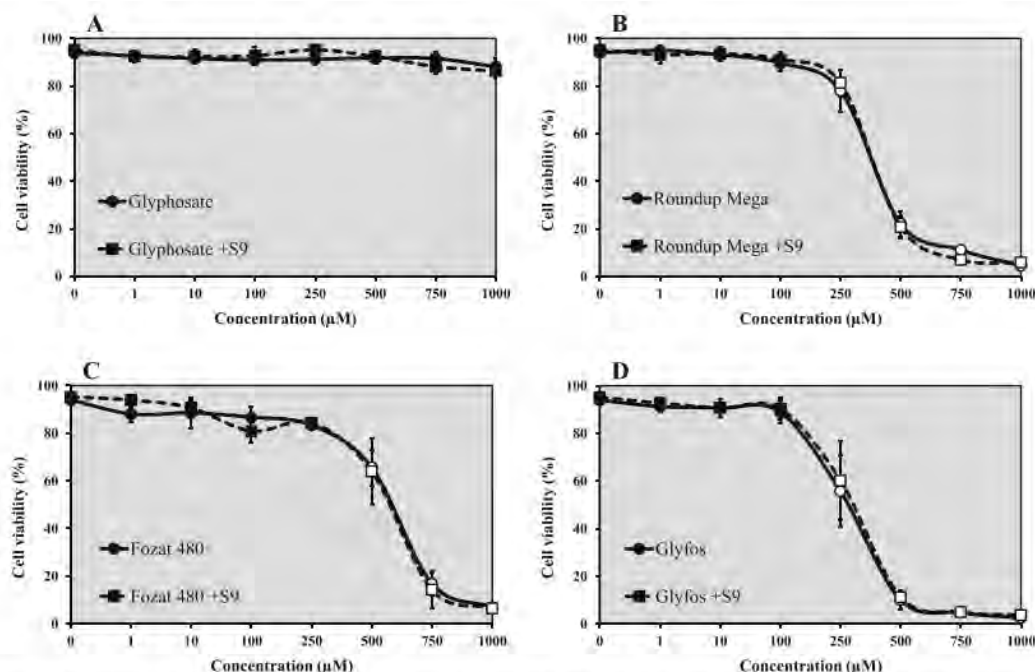 A
100
80
60
40
20
0
Cell viability (%)
Glyphosate
Glyphosate +S9
0 1 10 100 250 500 750 1000
Concentration (µM)
B
100
80
60
40
20
0
Cell viability (%)
Roundup Mega
Roundup Mega +S9
0 1 10 100 250 500 750 1000
Concentration (µM)
C
100
80
60
40
20
0
Cell viability (%)
Fozat 480
Fozat 480 +S9
0 1 10 100 250 500 750 1000
Concentration (µM)
D
100
80
60
40
20
0
Cell viability (%)
Glyfos
Glyfos +S9
0 1 10 100 250 500 750 1000
Concentration (µM)